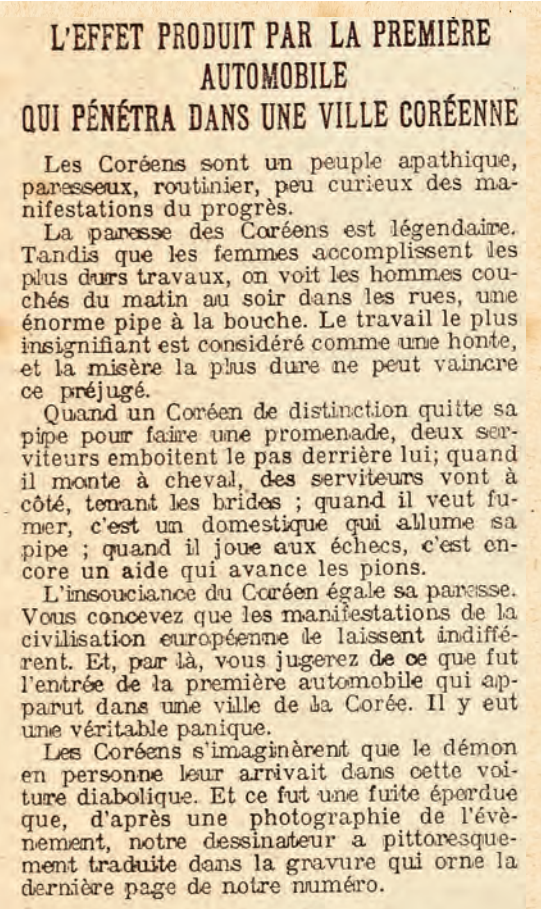 L'EFFET PRODUIT PAR LA PREMIÈRE
AUTOMOBILE
QUI PÉNÉTRA DANS UNE VILLE CORÉENNE
Les Coréens sont un peuple apathique,
paresseux, routinier, peu curieux des ma-
nifestations du progrès.
La paresse des Coréens est légendaire.
Tandis que les femmes accomplissent les
plus durs travaux, on voit les hommes cou-
chés du matin au soir dans les rues, une
énorme pipe à la bouche. Le travail le plus
insignifiant est considéré comme une honte,
et la misère la plus dure ne peut vaincre
ce préjugé.
Quand un Coréen de distinction quitte sa
pipe pour faire une promenade, deux ser-
viteurs emboitent le pas derrière lui; quand
il monte à cheval, des serviteurs vont à
côté, tenant les brides ; quand il veut fu-
mer, c'est un domestique qui allume sa
pipe ; quand il joue aux échecs, c'est en-
core un aide qui avance les pions.
L'insouciance du Coréen égale sa paresse.
Vous concevez que les manifestations de la
civilisation européenne le laissent indiffé-
rent. Et, par là, vous jugerez de ce que fut
l'entrée de la première automobile qui ap-
parut dans une ville de la Corée. Il y eut
une véritable panique.
Les Coréens s'imaginèrent que le démon
en personne leur arrivait dans cette voi-
ture diabolique. Et ce fut une fuite éperdue
que, d'après une photographie de l'évè-
nement, notre dessinateur a pittoresque-
ment traduite dans la gravure qui orne la
dernière page de notre numéro.